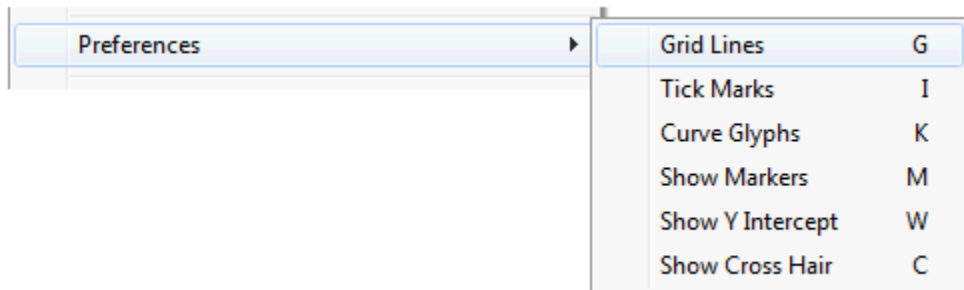 Preferences
Grid Lines G
Tick Marks I
Curve Glyphs K
Show Markers M
Show Y Intercept W
Show Cross Hair C